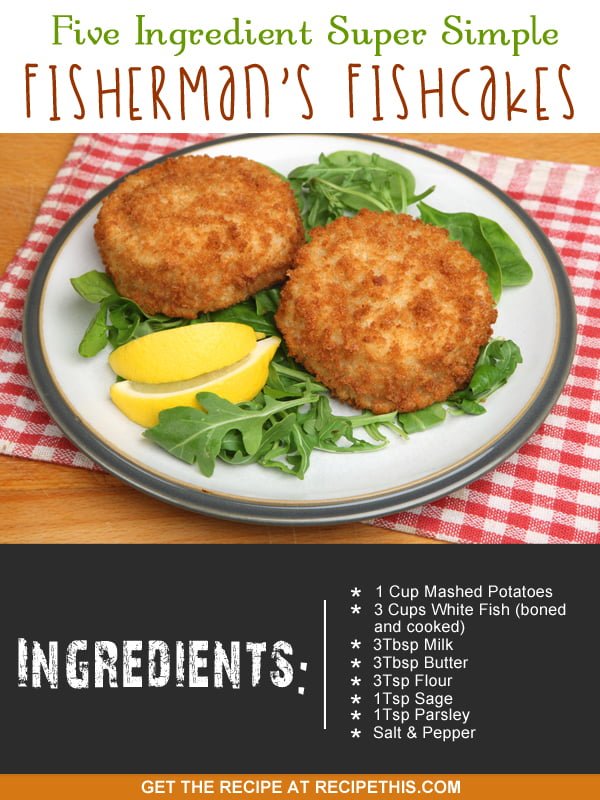 Five Ingredient Super Simple
FISHERMAN'S FISHCAKES
INGREDIENTS:
* 1 Cup Mashed Potatoes
* 3 Cups White Fish (boned
and cooked)
* 3Tbsp Milk
* 3Tbsp Butter
* 3Tsp Flour
* 1Tsp Sage
* 1Tsp Parsley
* Salt & Pepper
GET THE RECIPE AT RECIPETHIS.COM